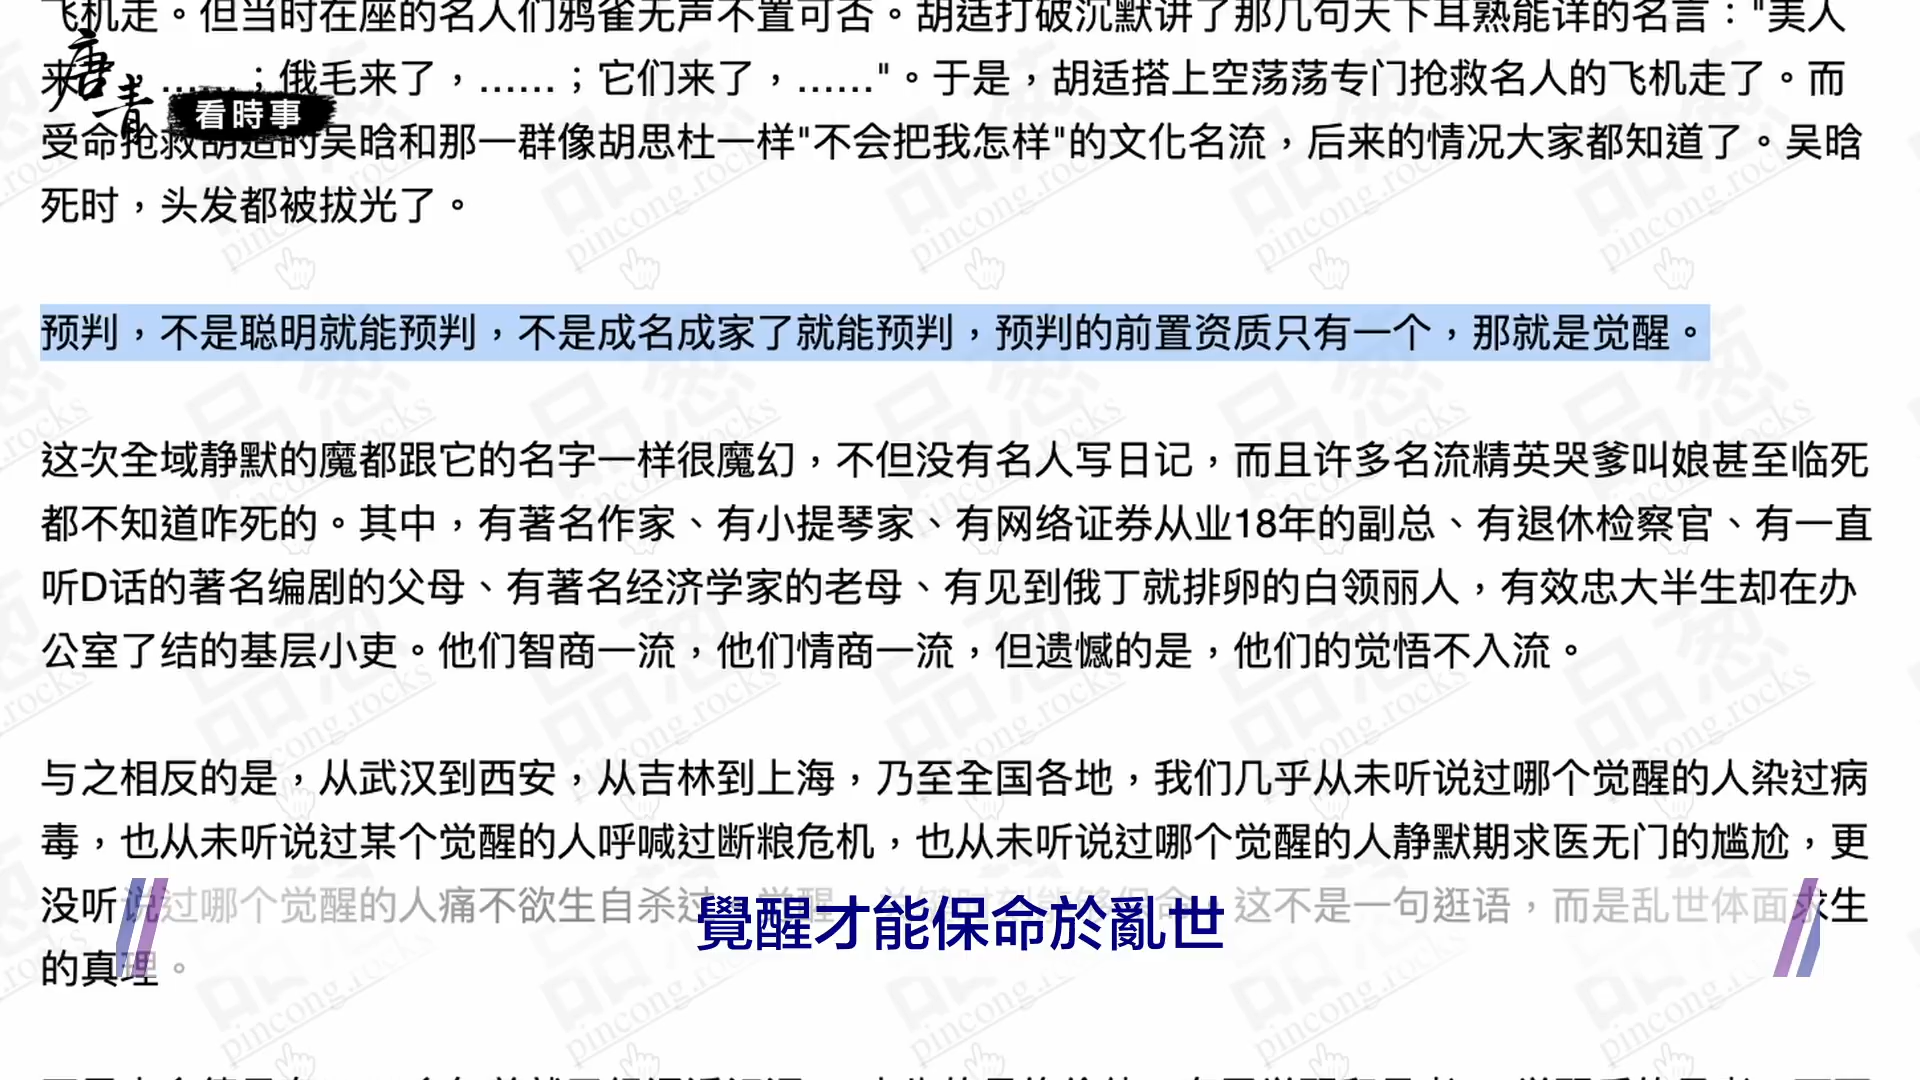 飞机走。但当时在座的名人们鸦雀无声不置可否。胡适打破沉默讲了那几句天下耳熟能详的名言："美人
来 ……；俄毛来了，……；它们来了，……"。于是，胡适搭上空荡荡专门抢救名人的飞机走了。而
唐青
看時事
受命抢救胡适的吴晗和那一群像胡思杜一样"不会把我怎样"的文化名流，后来的情况大家都知道了。吴晗
死时，头发都被拔光了。
预判，不是聪明就能预判，不是成名成家了就能预判，预判的前置资质只有一个，那就是觉醒。
这次全域静默的魔都跟它的名字一样很魔幻，不但没有名人写日记，而且许多名流精英哭爹叫娘甚至临死
都不知道咋死的。其中，有著名作家、有小提琴家、有网络证券从业18年的副总、有退休检察官、有一直
听D话的著名编剧的父母、有著名经济学家的老母、有见到俄丁就排卵的白领丽人，有效忠大半生却在办
公室了结的基层小吏。他们智商一流，他们情商一流，但遗憾的是，他们的觉悟不入流。
与之相反的是，从武汉到西安，从吉林到上海，乃至全国各地，我们几乎从未听说过哪个觉醒的人染过病
毒，也从未听说过某个觉醒的人呼喊过断粮危机，也从未听说过哪个觉醒的人静默期求医无门的尴尬，更
没听说过哪个觉醒的人痛不欲生自杀过 这不是一句逛语，而是乱世体面求生
的真理。
覺醒才能保命於亂世
品葱
pincong.rocks